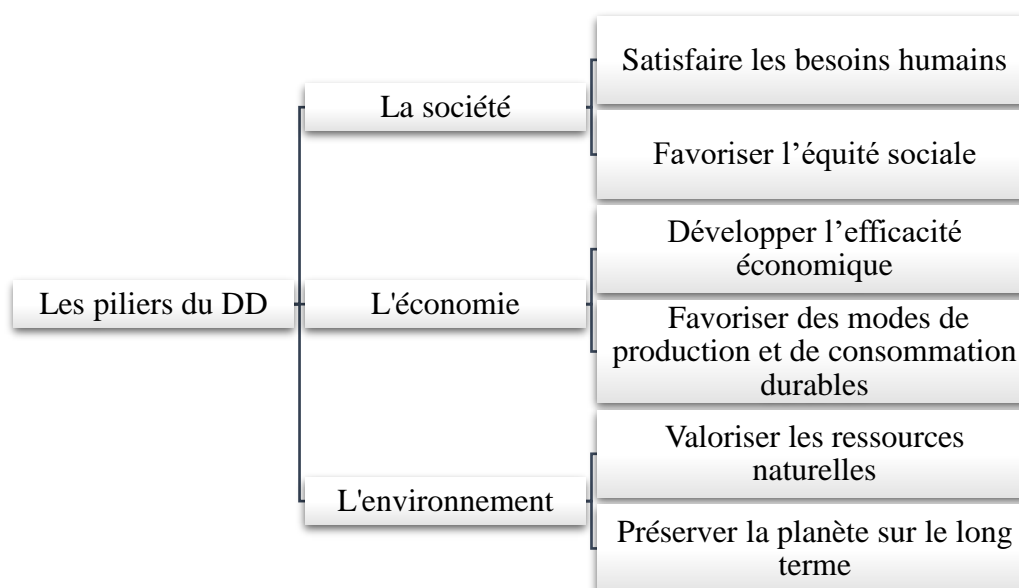 Les piliers du DD
La société
Satisfaire les besoins humains
Favoriser l’équité sociale
L'économie
Développer l’efficacité
économique
Favoriser des modes de
production et de consommation
durables
L'environnement
Valoriser les ressources
naturelles
Préserver la planète sur le long
terme